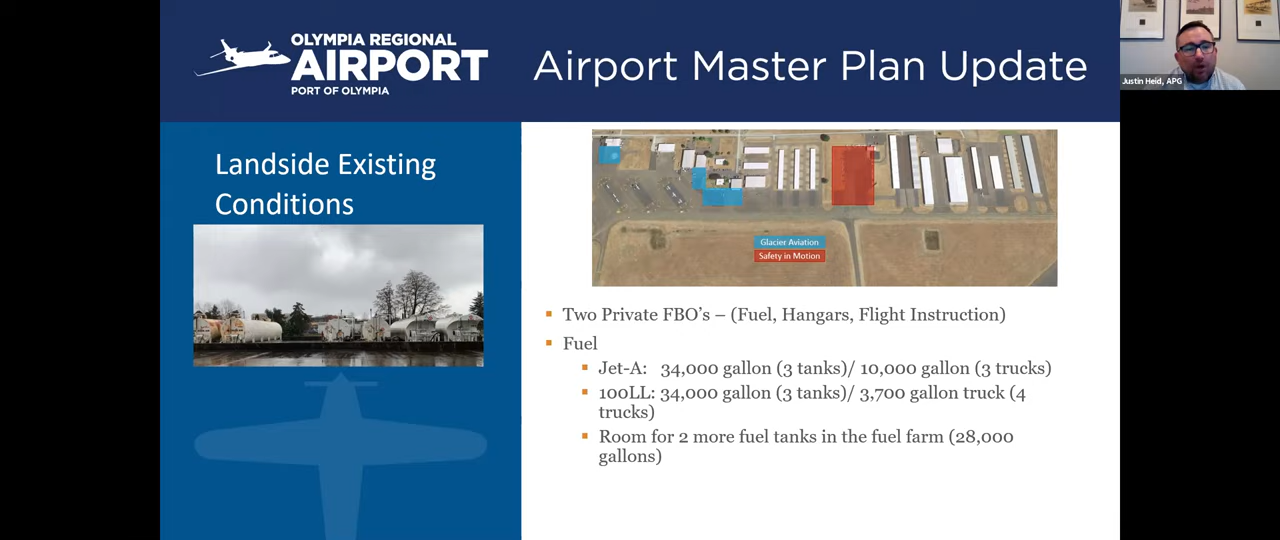 OLYMPIA REGIONAL
AIRPORT
PORT OF OLYMPIA
Airport Master Plan Update
Justin Heid, APG
Landside Existing
Conditions
Glacier Aviation
Safety in Motion
Two Private FBO's – (Fuel, Hangars, Flight Instruction)
Fuel
Jet-A: 34,000 gallon (3 tanks)/ 10,000 gallon (3 trucks)
100LL: 34,000 gallon (3 tanks)/ 3,700 gallon truck (4
trucks)
Room for 2 more fuel tanks in the fuel farm (28,000
gallons)